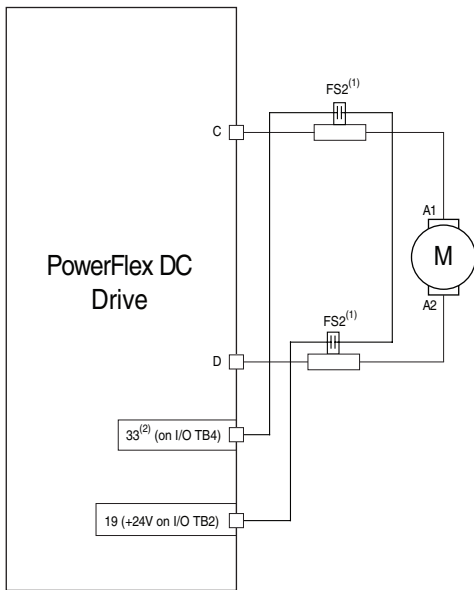 FS2(1)
C
A1
PowerFlex DC
Drive
M
A2
FS2(1)
D
33(2) (on I/O TB4)
19 (+24V on I/O TB2)